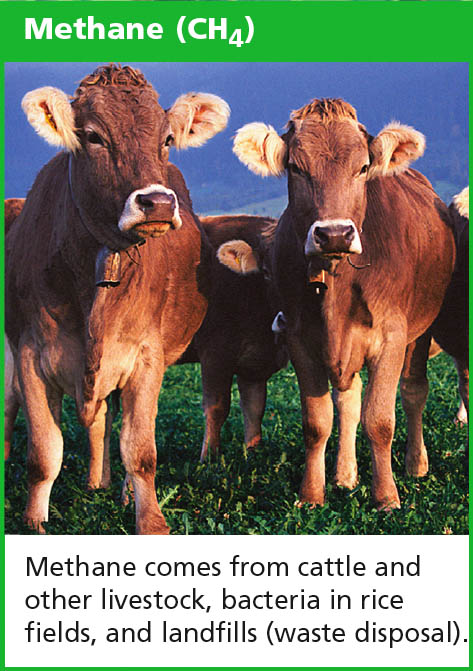 Methane (CH₄)
Methane comes from cattle and
other livestock, bacteria in rice
fields, and landfills (waste disposal).